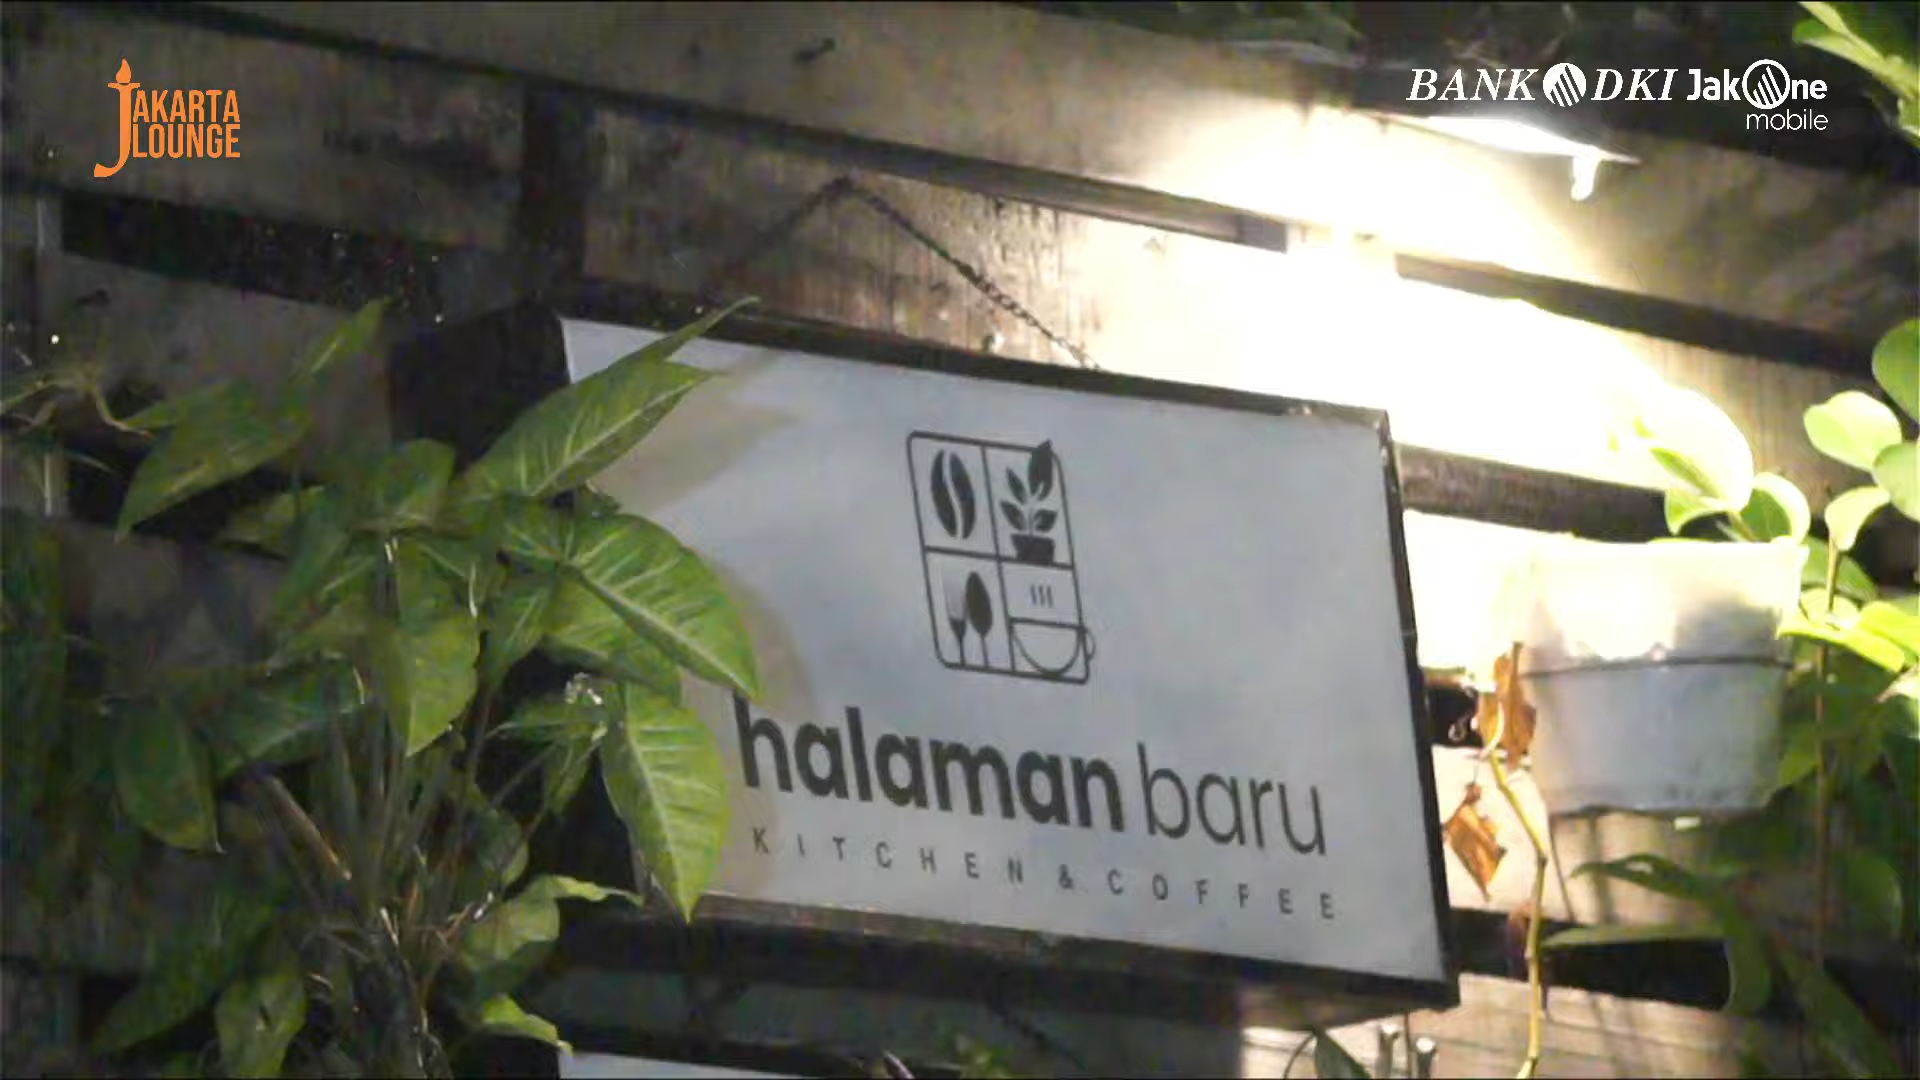 JAKARTA
LOUNGE
BANK DKI JakOne
mobile
halaman baru
KITCHEN & COFFEE